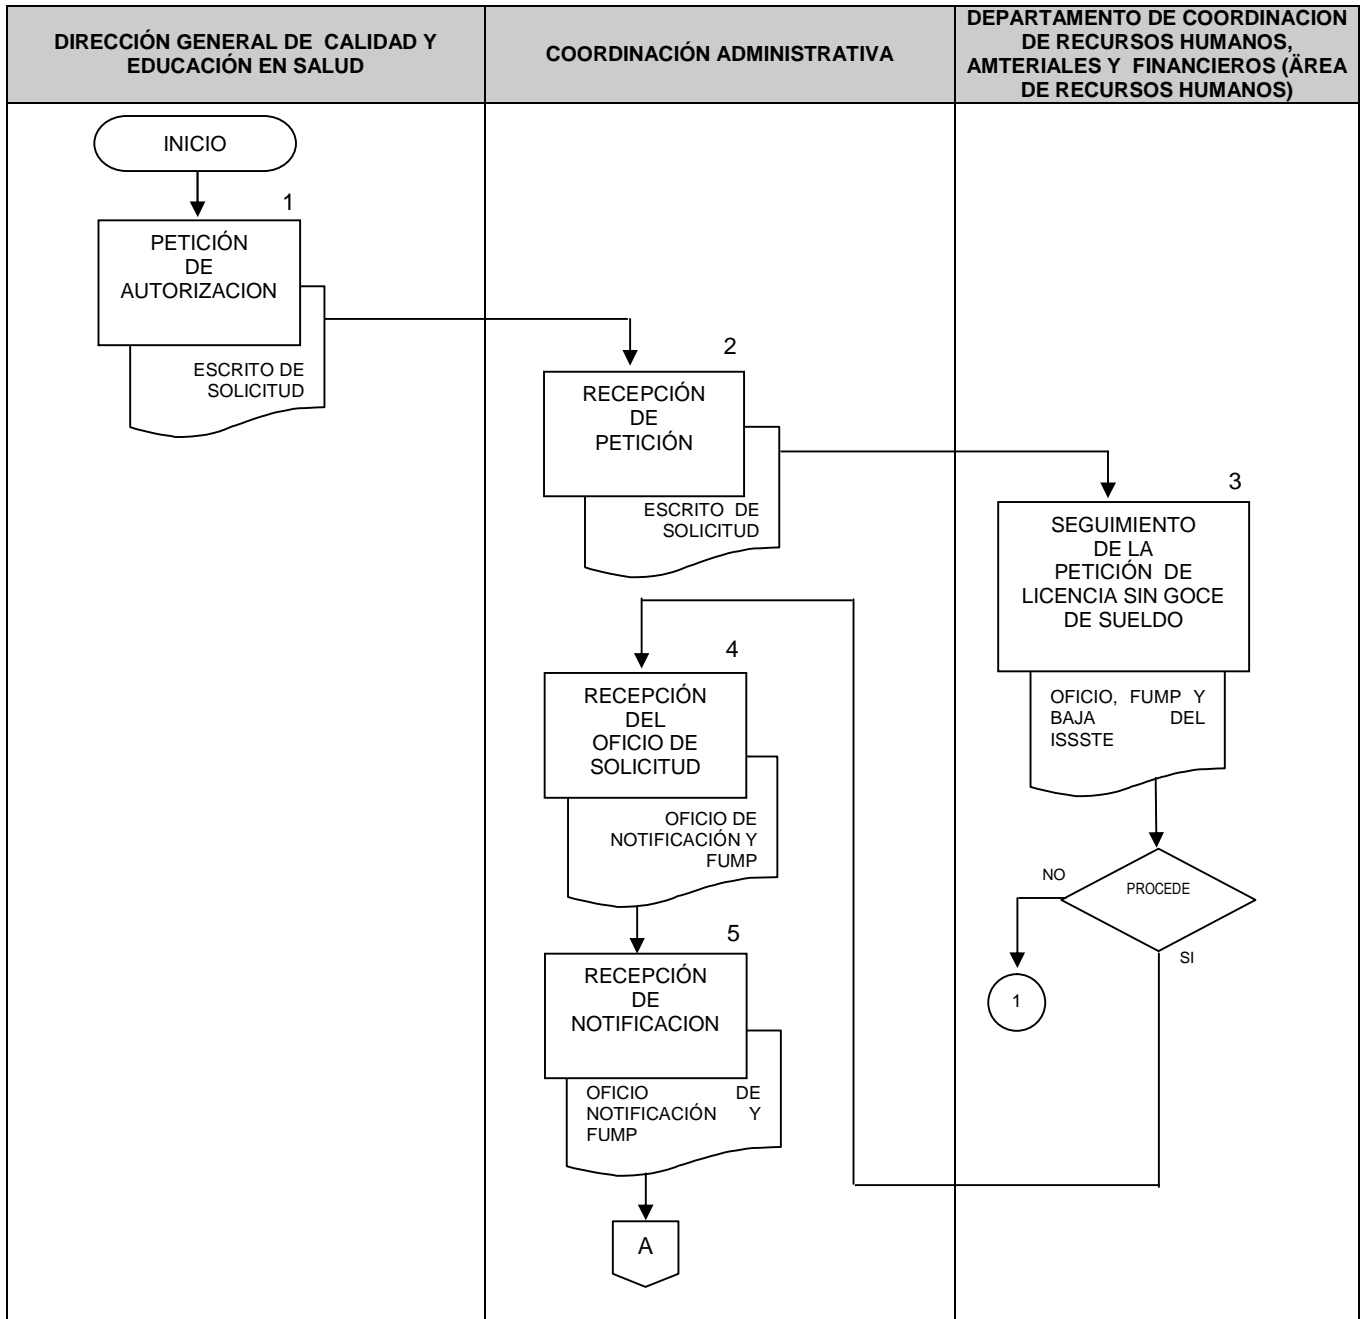 DIRECCIÓN GENERAL DE CALIDAD Y
EDUCACIÓN EN SALUD
COORDINACIÓN ADMINISTRATIVA
DEPARTAMENTO DE COORDINACION
DE RECURSOS HUMANOS,
AMTERIALES Y FINANCIEROS (ÄREA
DE RECURSOS HUMANOS)
INICIO
1
PETICIÓN
DE
AUTORIZACION
ESCRITO DE
SOLICITUD
2
RECEPCIÓN
DE
PETICIÓN
ESCRITO DE
SOLICITUD
3
SEGUIMIENTO
DE LA
PETICIÓN DE
LICENCIA SIN GOCE
DE SUELDO
OFICIO, FUMP Y
BAJA DEL
ISSSTE
PROCEDE
NO
SI
1
4
RECEPCIÓN
DEL
OFICIO DE
SOLICITUD
OFICIO DE
NOTIFICACIÓN Y
FUMP
5
RECEPCIÓN
DE
NOTIFICACION
OFICIO DE
NOTIFICACIÓN Y
FUMP
A